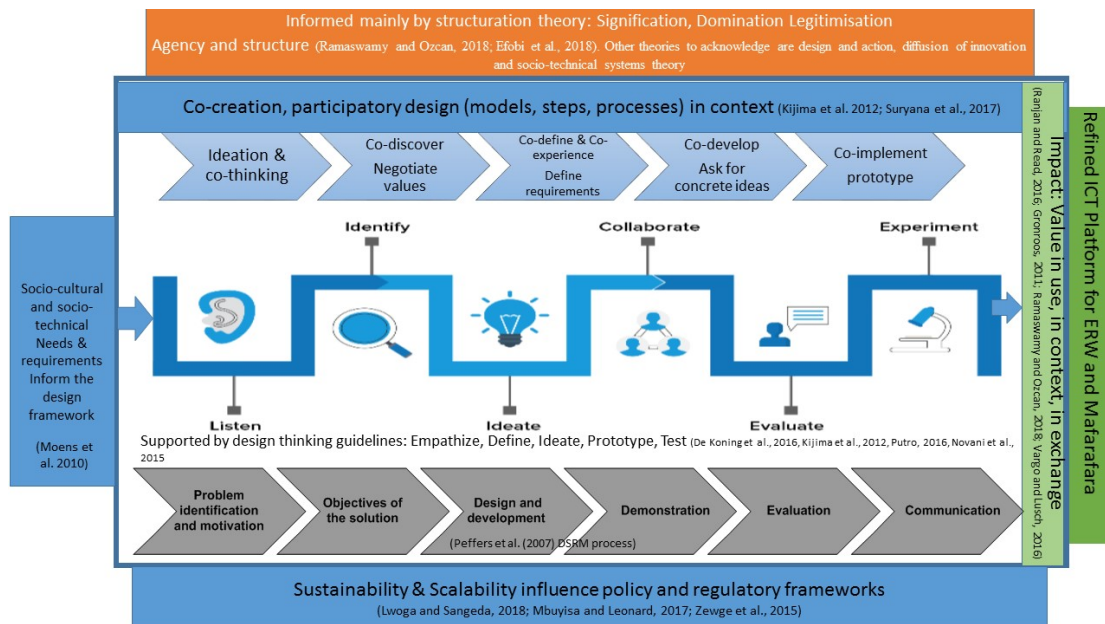 Informed mainly by structuration theory: Signification, Domination Legitimisation
Agency and structure (Ramaswamy and Ozcan, 2018; Efobi et al., 2018). Other theories to acknowledge are design and action, diffusion of innovation
and socio-technical systems theory
Co-creation, participatory design (models, steps, processes) in context (Kijima et al. 2012; Suryana et al., 2017)
Ideation &
co-thinking
Co-discover
Negotiate
values
Co-define & Co-
experience
Define
requirements
Co-develop
Ask for
concrete ideas
Co-implement
prototype
Socio-cultural
and socio-
technical
Needs &
requirements
Inform the
design
framework
(Moens et
al. 2010)
Identify
Collaborate
Experiment
Listen
Ideate
Evaluate
Supported by design thinking guidelines: Empathize, Define, Ideate, Prototype, Test (De Koning et al., 2016, Kijima et al., 2012, Putro, 2016, Novani et al.,
2015
Problem
identification
and motivation
Objectives of
the solution
Design and
development
Demonstration
Evaluation
Communication
(Peffers et al. (2007) DSRM process)
Impact: Value in use, in context, in exchange
(Ranjan and Read, 2016; Gronroos, 2011; Ramaswamy and Ozcan, 2018; Vargo and Lusch, 2016)
Refined ICT Platform for ERW and Mafarafara
Sustainability & Scalability influence policy and regulatory frameworks
(Lwoga and Sangeda, 2018; Mbuyisa and Leonard, 2017; Zewge et al., 2015)